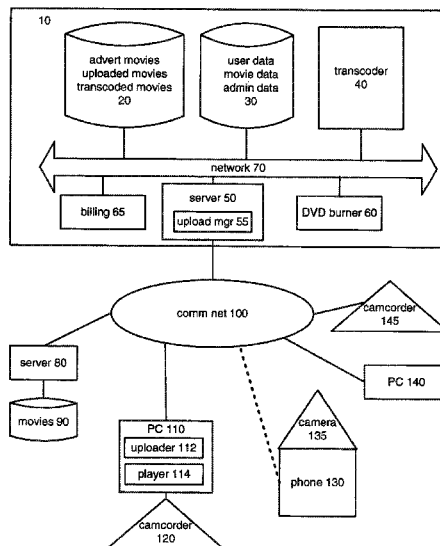 10
advert movies
uploaded movies
transcoded movies
20
user data
movie data
admin data
30
transcoder
40
network 70
billing 65
server 50
upload mgr 55
DVD burner 60
comm net 100
camcorder
145
server 80
movies 90
PC 140
PC 110
uploader 112
player 114
camera
135
phone 130
camcorder
120